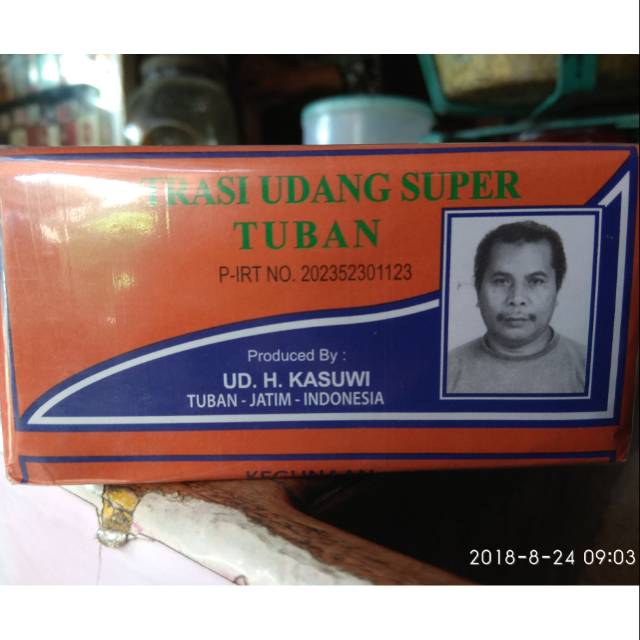 TRASI UDANG SUPER
TUBAN
P-IRT NO. 202352301123
Produced By :
UD. H. KASUWI
TUBAN - JATIM - INDONESIA
KEGUNAAN
2018-8-24 09:03